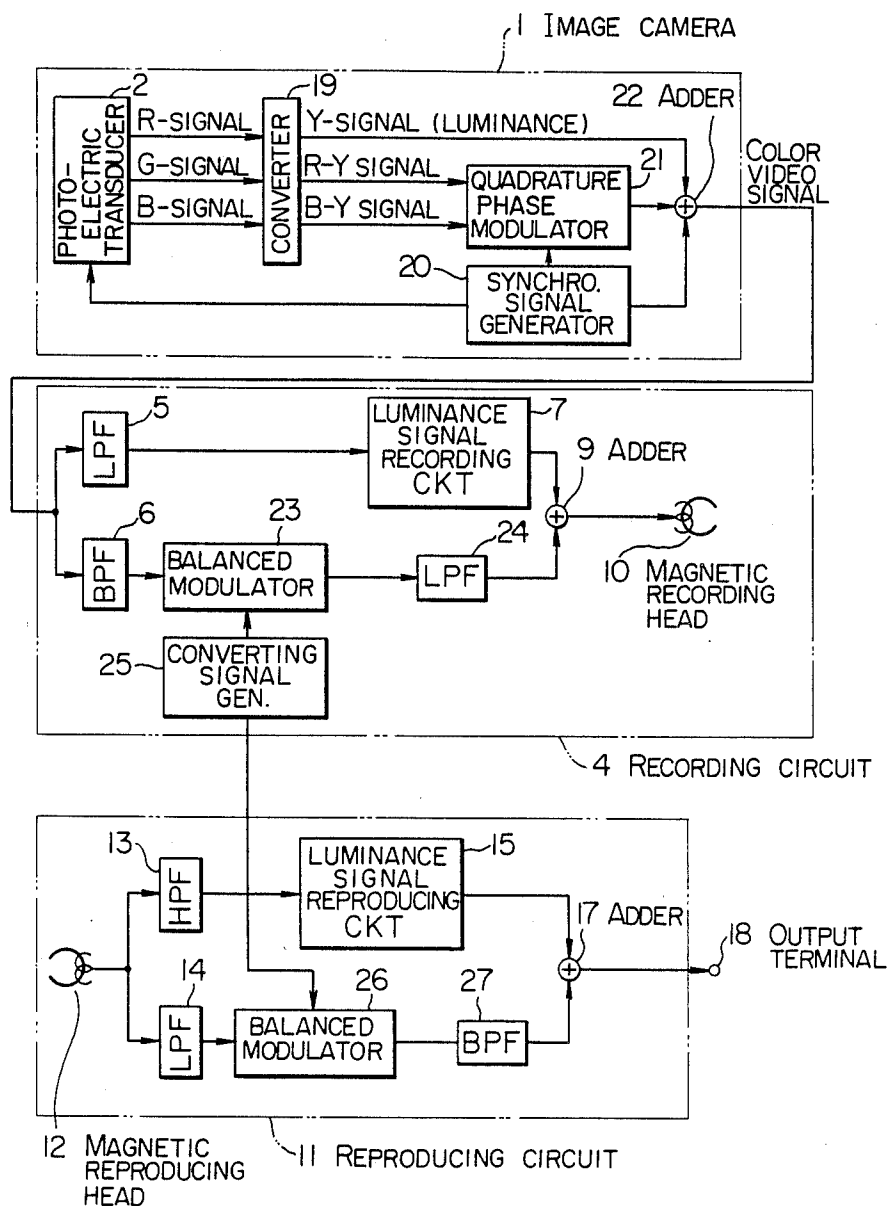 1 IMAGE CAMERA
2
PHOTO-
ELECTRIC
TRANSDUCER
R-SIGNAL
G-SIGNAL
B-SIGNAL
19
CONVERTER
Y-SIGNAL (LUMINANCE)
R-Y SIGNAL
B-Y SIGNAL
21
QUADRATURE
PHASE
MODULATOR
22 ADDER
COLOR
VIDEO
SIGNAL
20
SYNCHRO.
SIGNAL
GENERATOR
5
LPF
7
LUMINANCE
SIGNAL
RECORDING
CKT
9 ADDER
6
BPF
23
BALANCED
MODULATOR
24
LPF
10 MAGNETIC
RECORDING
HEAD
25
CONVERTING
SIGNAL
GEN.
4 RECORDING CIRCUIT
13
HPF
15
LUMINANCE
SIGNAL
REPRODUCING
CKT
17 ADDER
18 OUTPUT
TERMINAL
14
LPF
26
BALANCED
MODULATOR
27
BPF
12 MAGNETIC
REPRODUCING
HEAD
11 REPRODUCING CIRCUIT